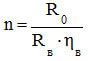 n = R₀ / (Rв · ηв)